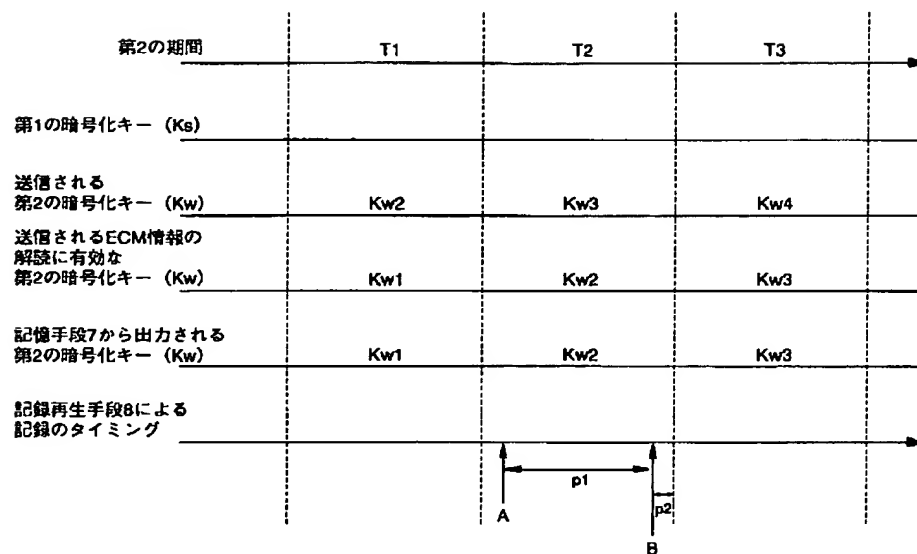 第2の期間 T1 T2 T3
第1の暗号化キー (Ks)
送信される
第2の暗号化キー (Kw) Kw2 Kw3 Kw4
送信されるECM情報の
解読に有効な
第2の暗号化キー (Kw) Kw1 Kw2 Kw3
記憶手段7から出力される
第2の暗号化キー (Kw) Kw1 Kw2 Kw3
記録再生手段8による
記録のタイミング
p1
p2
A
B